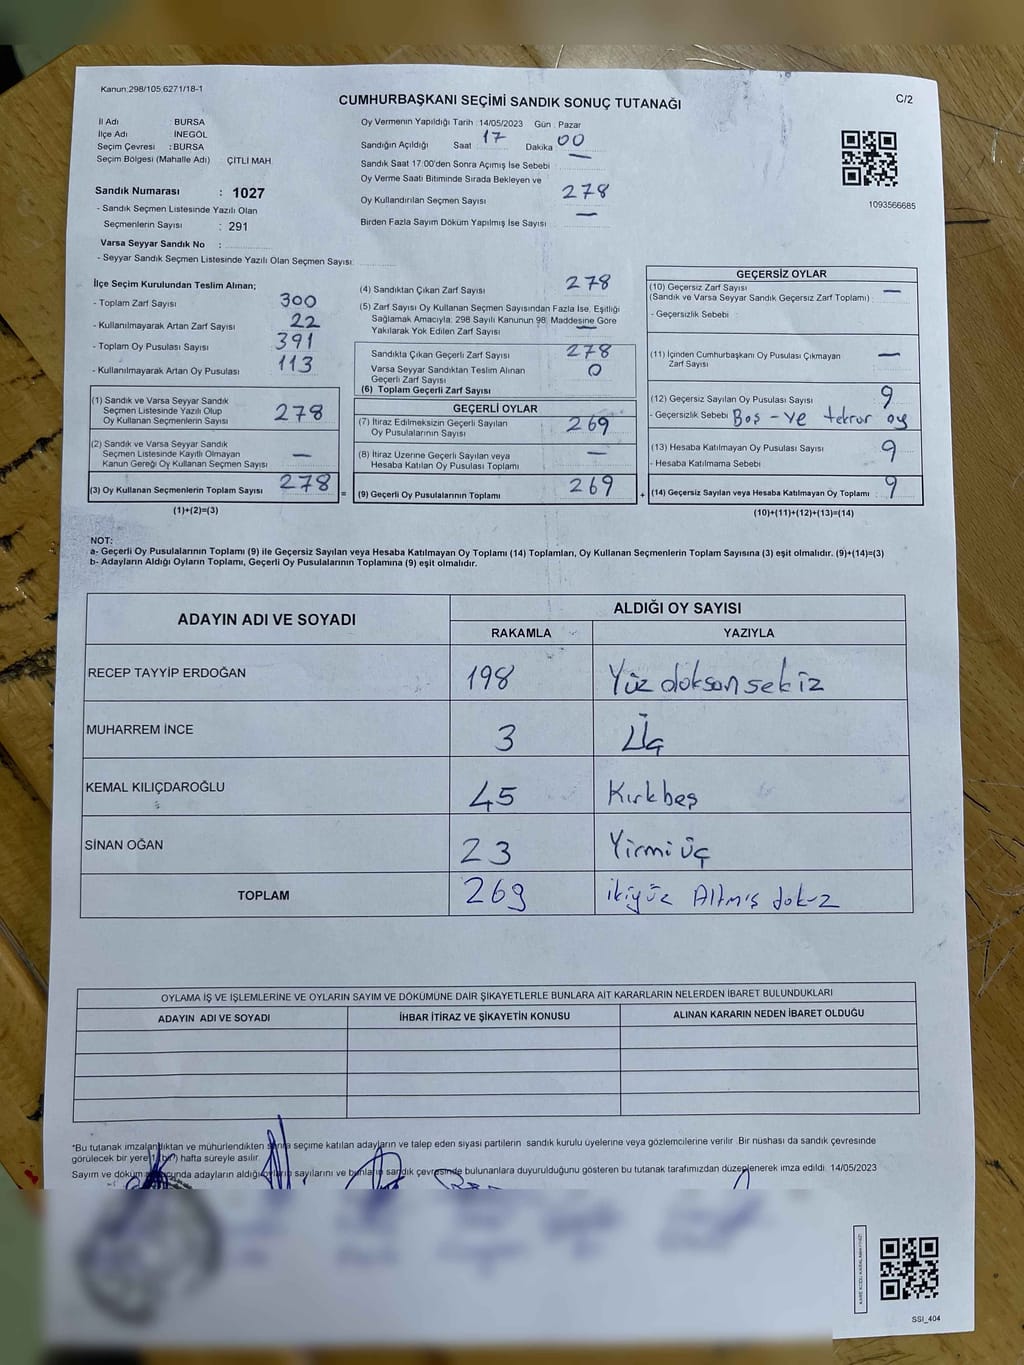 Kanun.298/105,6271/18-1
CUMHURBAŞKANI SEÇİMİ SANDIK SONUÇ TUTANAĞI
C/2
İl Adı : BURSA
İlçe Adı İNEGÖL
Seçim Çevresi : BURSA
Seçim Bölgesi (Mahalle Adı) ÇİTLİ MAH.
Sandık Numarası : 1027
- Sandık Seçmen Listesinde Yazılı Olan
Seçmenlerin Sayısı : 291
Varsa Seyyar Sandık No :
- Seyyar Sandık Seçmen Listesinde Yazılı Olan Seçmen Sayısı:
Oy Vermenin Yapıldığı Tarih : 14/05/2023 Gün : Pazar
Sandığın Açıldığı Saat 17 Dakika 00
Sandık Saat 17:00'den Sonra Açımış İse Sebebi —
Oy Verme Saati Bitiminde Sırada Bekleyen ve
Oy Kullandırılan Seçmen Sayısı 278
Birden Fazla Sayım Döküm Yapılmış İse Sayısı —
1093566685
İlçe Seçim Kurulundan Teslim Alınan;
- Toplam Zarf Sayısı 300
- Kullanılmayarak Artan Zarf Sayısı 22
- Toplam Oy Pusulası Sayısı 391
- Kullanılmayarak Artan Oy Pusulası 113
(1) Sandık ve Varsa Seyyar Sandık
Seçmen Listesinde Yazılı Olup
Oy Kullanan Seçmenlerin Sayısı 278
(2) Sandık ve Varsa Seyyar Sandık
Seçmen Listesinde Kayıtlı Olmayan
Kanun Gereği Oy Kullanan Seçmen Sayısı —
(3) Oy Kullanan Seçmenlerin Toplam Sayısı 278 =
(1)+(2)=(3)
(4) Sandıktan Çıkan Zarf Sayısı 278
(5) Zarf Sayısı Oy Kullanan Seçmen Sayısından Fazla İse, Eşitliği
Sağlamak Amacıyla; 298 Sayılı Kanunun 98. Maddesine Göre
Yakılarak Yok Edilen Zarf Sayısı —
Sandıkta Çıkan Geçerli Zarf Sayısı 278
Varsa Seyyar Sandıktan Teslim Alınan
Geçerli Zarf Sayısı 0
(6) Toplam Geçerli Zarf Sayısı
GEÇERLİ OYLAR
(7) İtiraz Edilmeksizin Geçerli Sayılan
Oy Pusulalarının Sayısı 269
(8) İtiraz Üzerine Geçerli Sayılan veya
Hesaba Katılan Oy Pusulası Toplamı —
(9) Geçerli Oy Pusulalarının Toplamı 269 +
GEÇERSİZ OYLAR
(10) Geçersiz Zarf Sayısı —
(Sandık ve Varsa Seyyar Sandık Geçersiz Zarf Toplamı) :
- Geçersizlik Sebebi :
(11) İçinden Cumhurbaşkanı Oy Pusulası Çıkmayan
Zarf Sayısı —
(12) Geçersiz Sayılan Oy Pusulası Sayısı 9
- Geçersizlik Sebebi Boş - ve tekrar oy
(13) Hesaba Katılmayan Oy Pusulası Sayısı 9
- Hesaba Katılmama Sebebi
(14) Geçersiz Sayılan veya Hesaba Katılmayan Oy Toplamı : 9
(10)+(11)+(12)+(13)=(14)
NOT:
a- Geçerli Oy Pusulalarının Toplamı (9) ile Geçersiz Sayılan veya Hesaba Katılmayan Oy Toplamı (14) Toplamları, Oy Kullanan Seçmenlerin Toplam Sayısına (3) eşit olmalıdır. (9)+(14)=(3)
b- Adayların Aldığı Oyların Toplamı, Geçerli Oy Pusulalarının Toplamına (9) eşit olmalıdır.
ADAYIN ADI VE SOYADI ALDIĞI OY SAYISI
RAKAMLA YAZIYLA
RECEP TAYYİP ERDOĞAN 198 Yüz doksan sekiz
MUHARREM İNCE 3 Üç
KEMAL KILIÇDAROĞLU 45 Kırkbeş
SİNAN OĞAN 23 Yirmi üç
TOPLAM 269 ikiyüz Altmış dokuz
OYLAMA İŞ VE İŞLEMLERİNE VE OYLARIN SAYIM VE DÖKÜMÜNE DAİR ŞİKAYETLERLE BUNLARA AİT KARARLARIN NELERDEN İBARET BULUNDUKLARI
ADAYIN ADI VE SOYADI İHBAR İTİRAZ VE ŞİKAYETİN KONUSU ALINAN KARARIN NEDEN İBARET OLDUĞU
*Bu tutanak imzalandıktan ve mühürlendikten sonra seçime katılan adayların ve talep eden siyasi partilerin sandık kurulu üyelerine veya gözlemcilerine verilir. Bir nüshası da sandık çevresinde
görülecek bir yere 1 (bir) hafta süreyle asılır.
Sayım ve döküm sonucunda adayların aldığı oyların sayılarını ve bunların sandık çevresinde bulunanlara duyurulduğunu gösteren bu tutanak tarafımızdan düzenlenerek imza edildi. 14/05/2023
SSİ_404